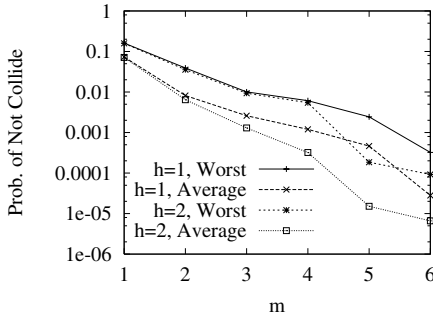 Prob. of Not Collide
1
0.1
0.01
0.001
0.0001
1e-05
1e-06
h=1, Worst
h=1, Average
h=2, Worst
h=2, Average
1 2 3 4 5 6
m